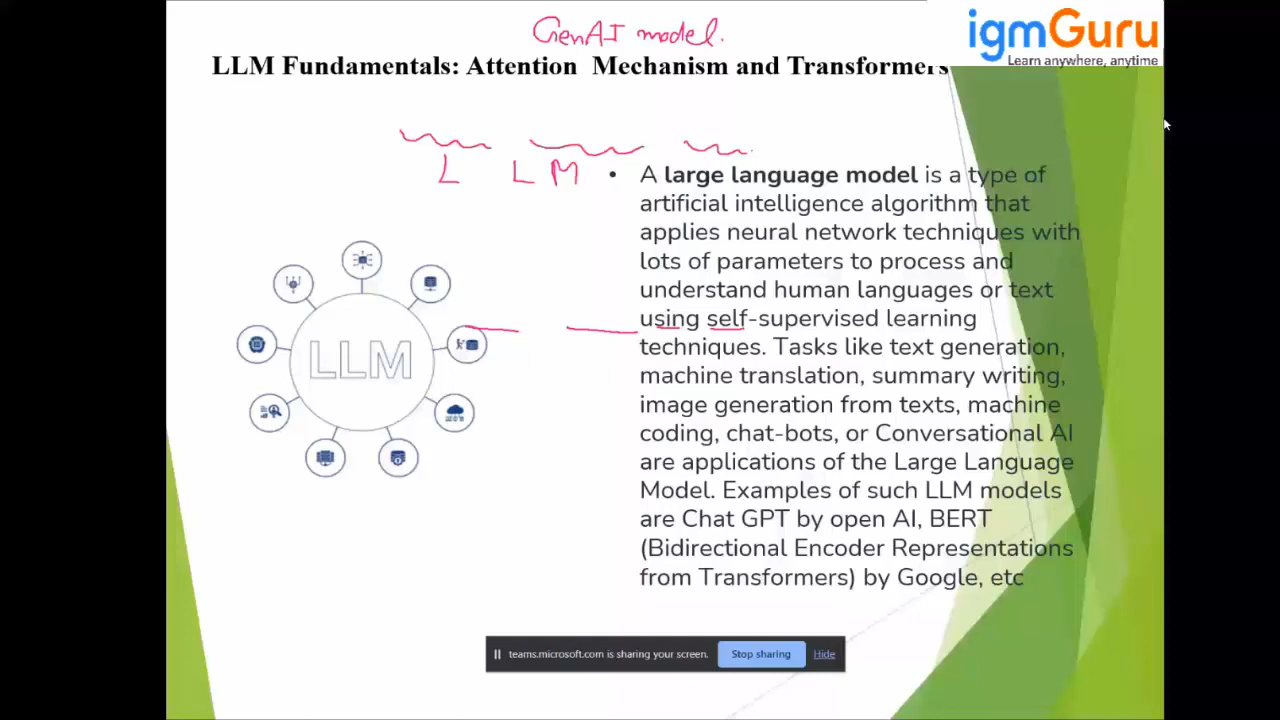 GenAI model.
igmGuru
Learn anywhere, anytime
LLM Fundamentals: Attention Mechanism and Transformers
L LM
• A large language model is a type of
artificial intelligence algorithm that
applies neural network techniques with
lots of parameters to process and
understand human languages or text
using self-supervised learning
techniques. Tasks like text generation,
machine translation, summary writing,
image generation from texts, machine
coding, chat-bots, or Conversational AI
are applications of the Large Language
Model. Examples of such LLM models
are Chat GPT by open AI, BERT
(Bidirectional Encoder Representations
from Transformers) by Google, etc
LLM
teams.microsoft.com is sharing your screen. Stop sharing Hide